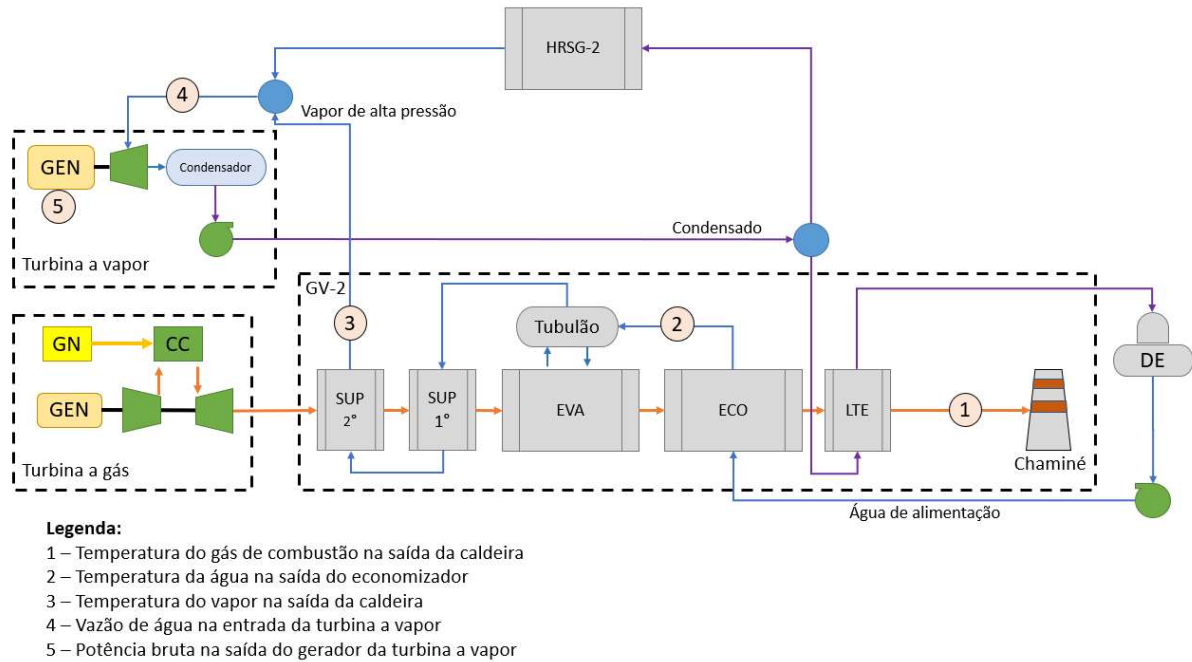 HRSG-2
4
Vapor de alta pressão
GEN
Condensador
5
Condensado
Turbina a vapor
GV-2
3
Tubulão
2
GN
CC
DE
SUP
2°
SUP
1°
EVA
ECO
LTE
1
GEN
Chaminé
Turbina a gás
Água de alimentação
Legenda:
1 – Temperatura do gás de combustão na saída da caldeira
2 – Temperatura da água na saída do economizador
3 – Temperatura do vapor na saída da caldeira
4 – Vazão de água na entrada da turbina a vapor
5 – Potência bruta na saída do gerador da turbina a vapor